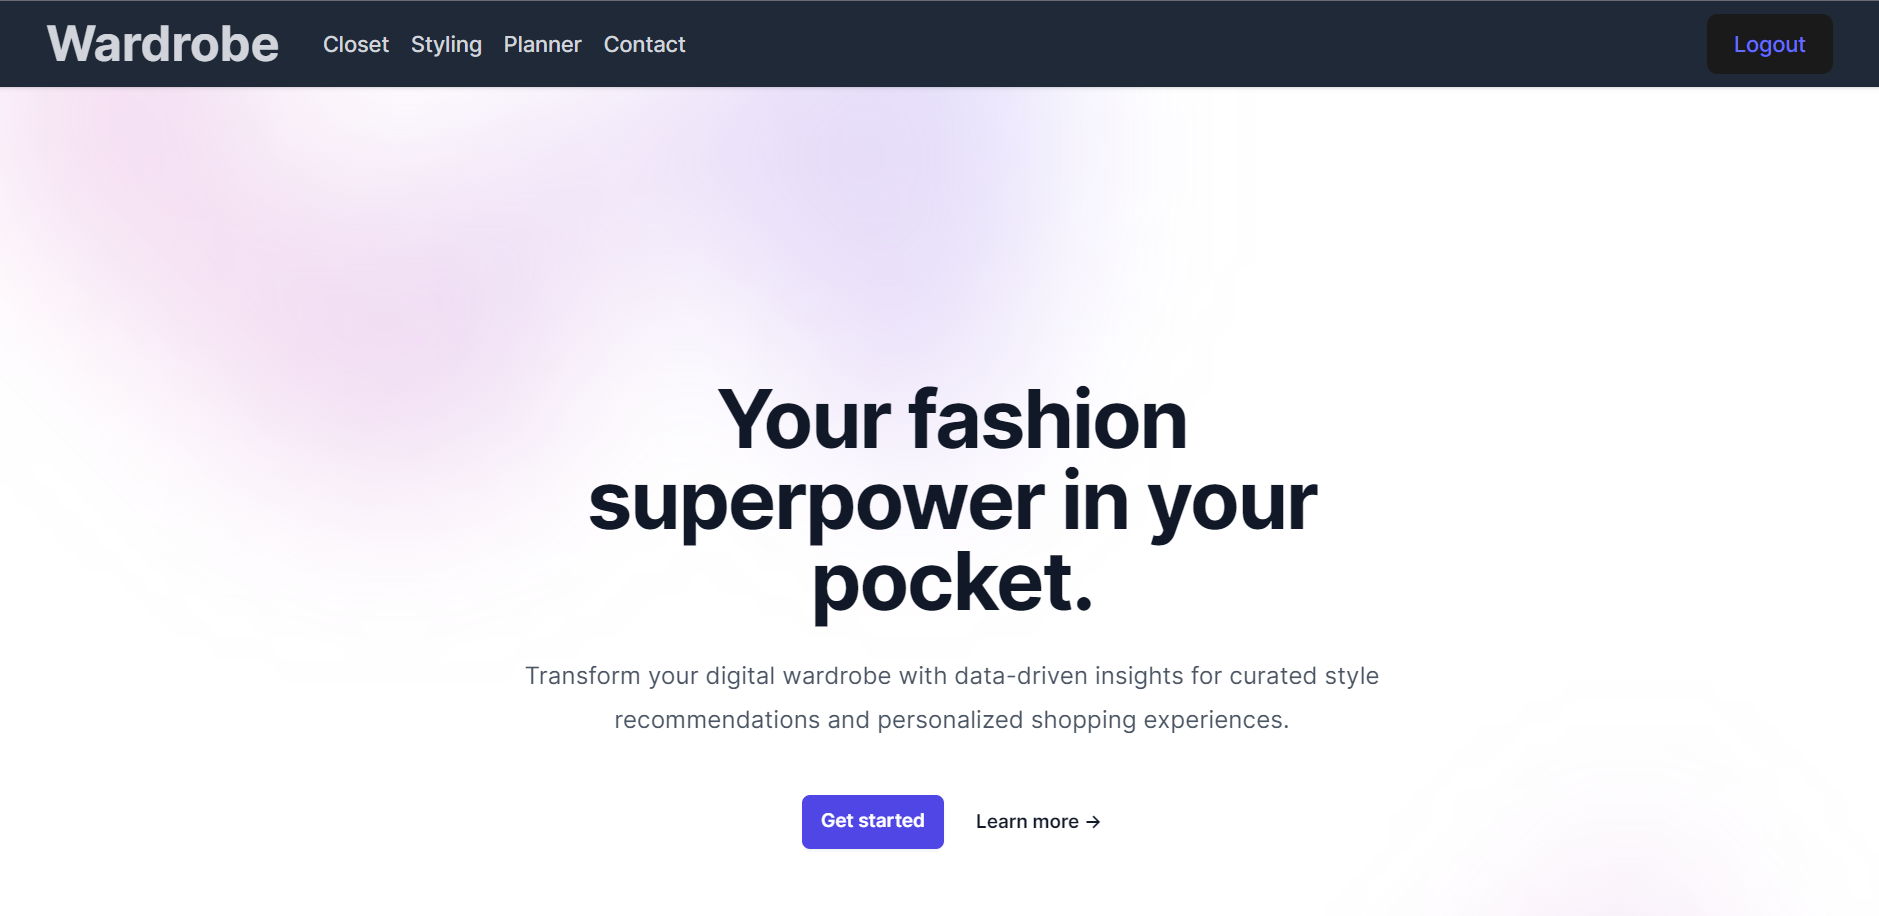 Wardrobe Closet Styling Planner Contact Logout
Your fashion
superpower in your
pocket.
Transform your digital wardrobe with data-driven insights for curated style
recommendations and personalized shopping experiences.
Get started Learn more →